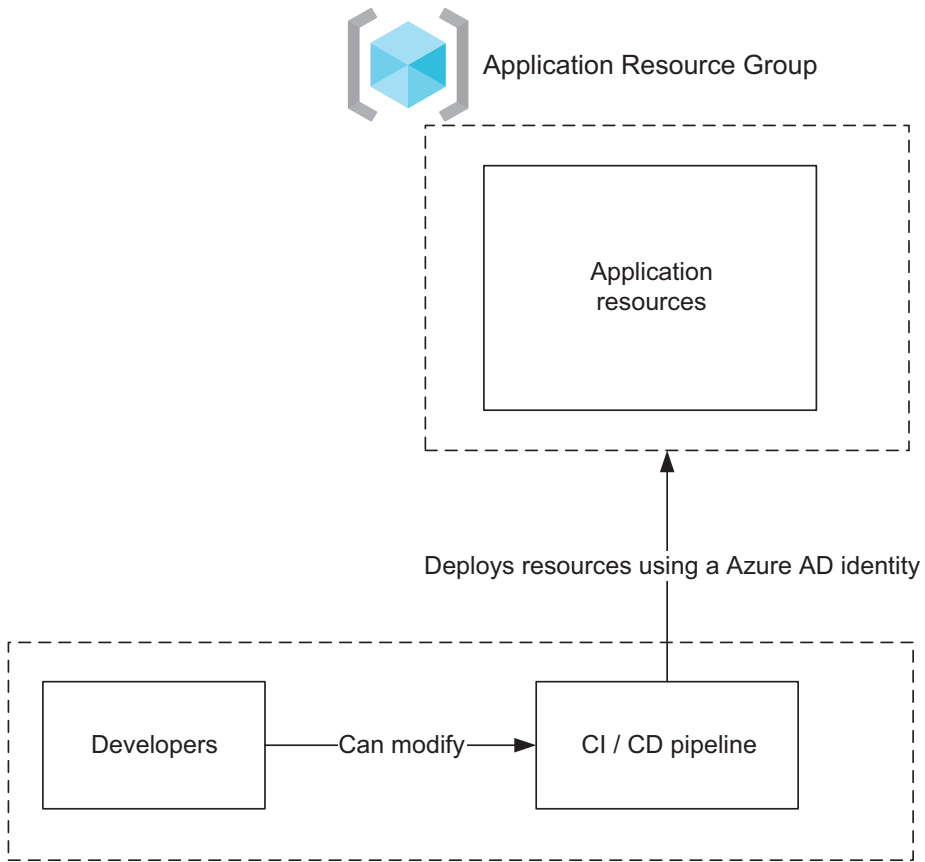 Application Resource Group
Application
resources
Deploys resources using a Azure AD identity
Developers
Can modify
CI / CD pipeline